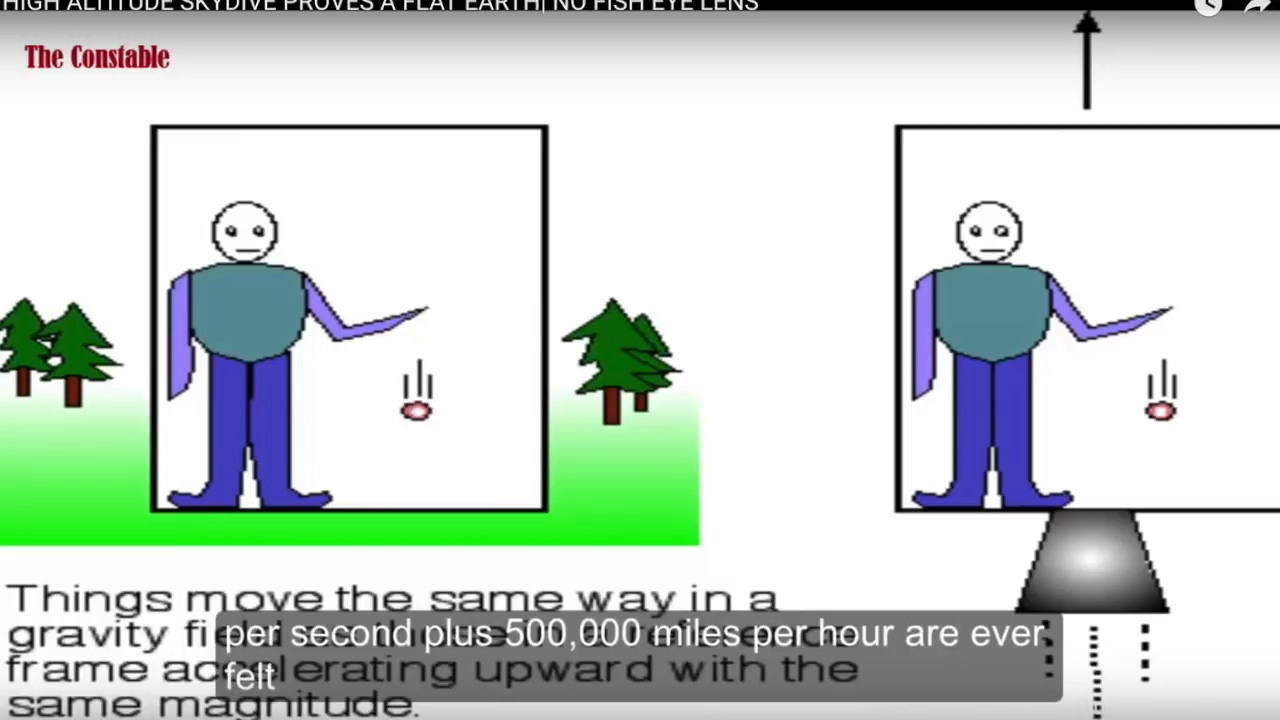 HIGH ALTITUDE SKYDIVE PROVES A FLAT EARTH| NO FISH EYE LENS
The Constable
Things move the same way in a
gravity
per second plus 500,000 miles per hour are ever
felt
frame accelerating upward with the
same magnitude.